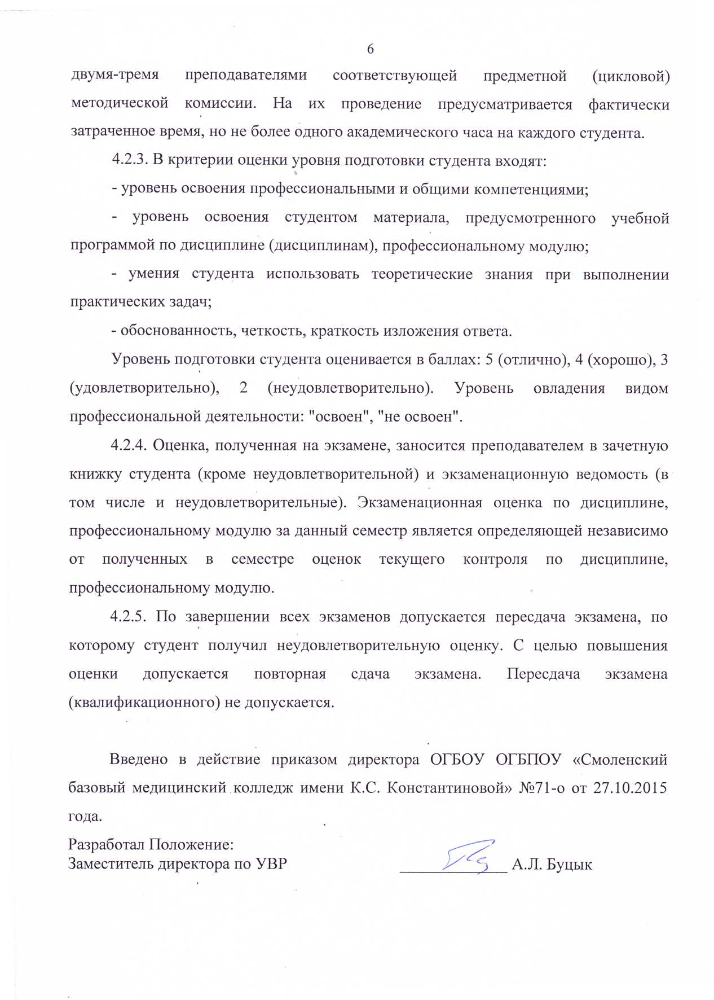 6
двумя-тремя преподавателями соответствующей предметной (цикловой)
методической комиссии. На их проведение предусматривается фактически
затраченное время, но не более одного академического часа на каждого студента.
4.2.3. В критерии оценки уровня подготовки студента входят:
- уровень освоения профессиональными и общими компетенциями;
- уровень освоения студентом материала, предусмотренного учебной
программой по дисциплине (дисциплинам), профессиональному модулю;
- умения студента использовать теоретические знания при выполнении
практических задач;
- обоснованность, четкость, краткость изложения ответа.
Уровень подготовки студента оценивается в баллах: 5 (отлично), 4 (хорошо), 3
(удовлетворительно), 2 (неудовлетворительно). Уровень овладения видом
профессиональной деятельности: "освоен", "не освоен".
4.2.4. Оценка, полученная на экзамене, заносится преподавателем в зачетную
книжку студента (кроме неудовлетворительной) и экзаменационную ведомость (в
том числе и неудовлетворительные). Экзаменационная оценка по дисциплине,
профессиональному модулю за данный семестр является определяющей независимо
от полученных в семестре оценок текущего контроля по дисциплине,
профессиональному модулю.
4.2.5. По завершении всех экзаменов допускается пересдача экзамена, по
которому студент получил неудовлетворительную оценку. С целью повышения
оценки допускается повторная сдача экзамена. Пересдача экзамена
(квалификационного) не допускается.
Введено в действие приказом директора ОГБОУ ОГБПОУ «Смоленский
базовый медицинский колледж имени К.С. Константиновой» №71-о от 27.10.2015
года.
Разработал Положение:
Заместитель директора по УВР _____________ А.Л. Буцык